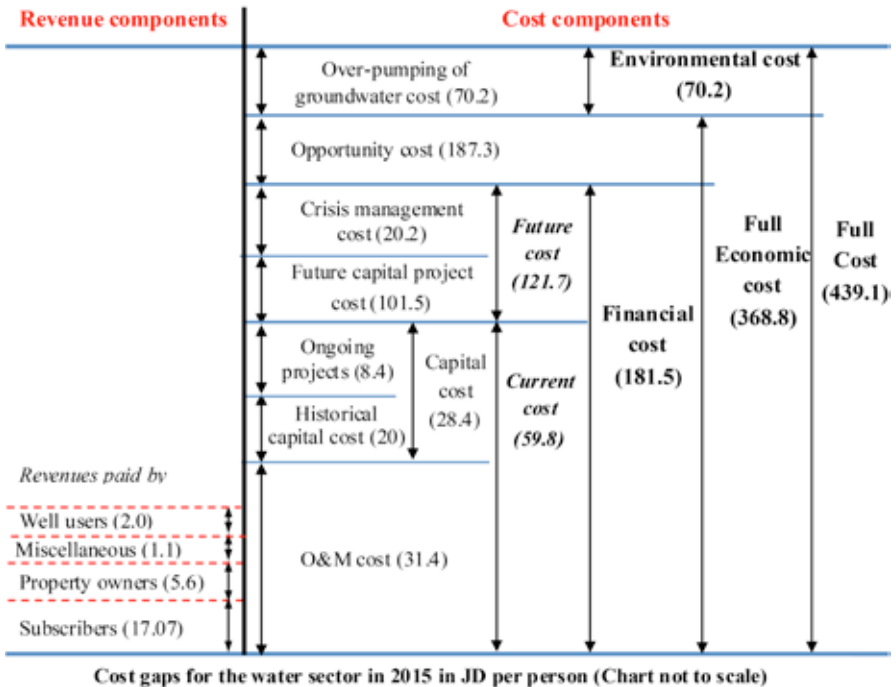 Revenue components
Cost components
Over-pumping of
groundwater cost (70.2)
Environmental cost
(70.2)
Opportunity cost (187.3)
Crisis management
cost (20.2)
Future
cost
(121.7)
Future capital project
cost (101.5)
Full
Economic
cost
(368.8)
Full
Cost
(439.1)
Financial
cost
(181.5)
Ongoing
projects (8.4)
Capital
cost
(28.4)
Current
cost
(59.8)
Historical
capital cost (20)
Revenues paid by
Well users (2.0)
Miscellaneous (1.1)
Property owners (5.6)
Subscribers (17.07)
O&M cost (31.4)
Cost gaps for the water sector in 2015 in JD per person (Chart not to scale)